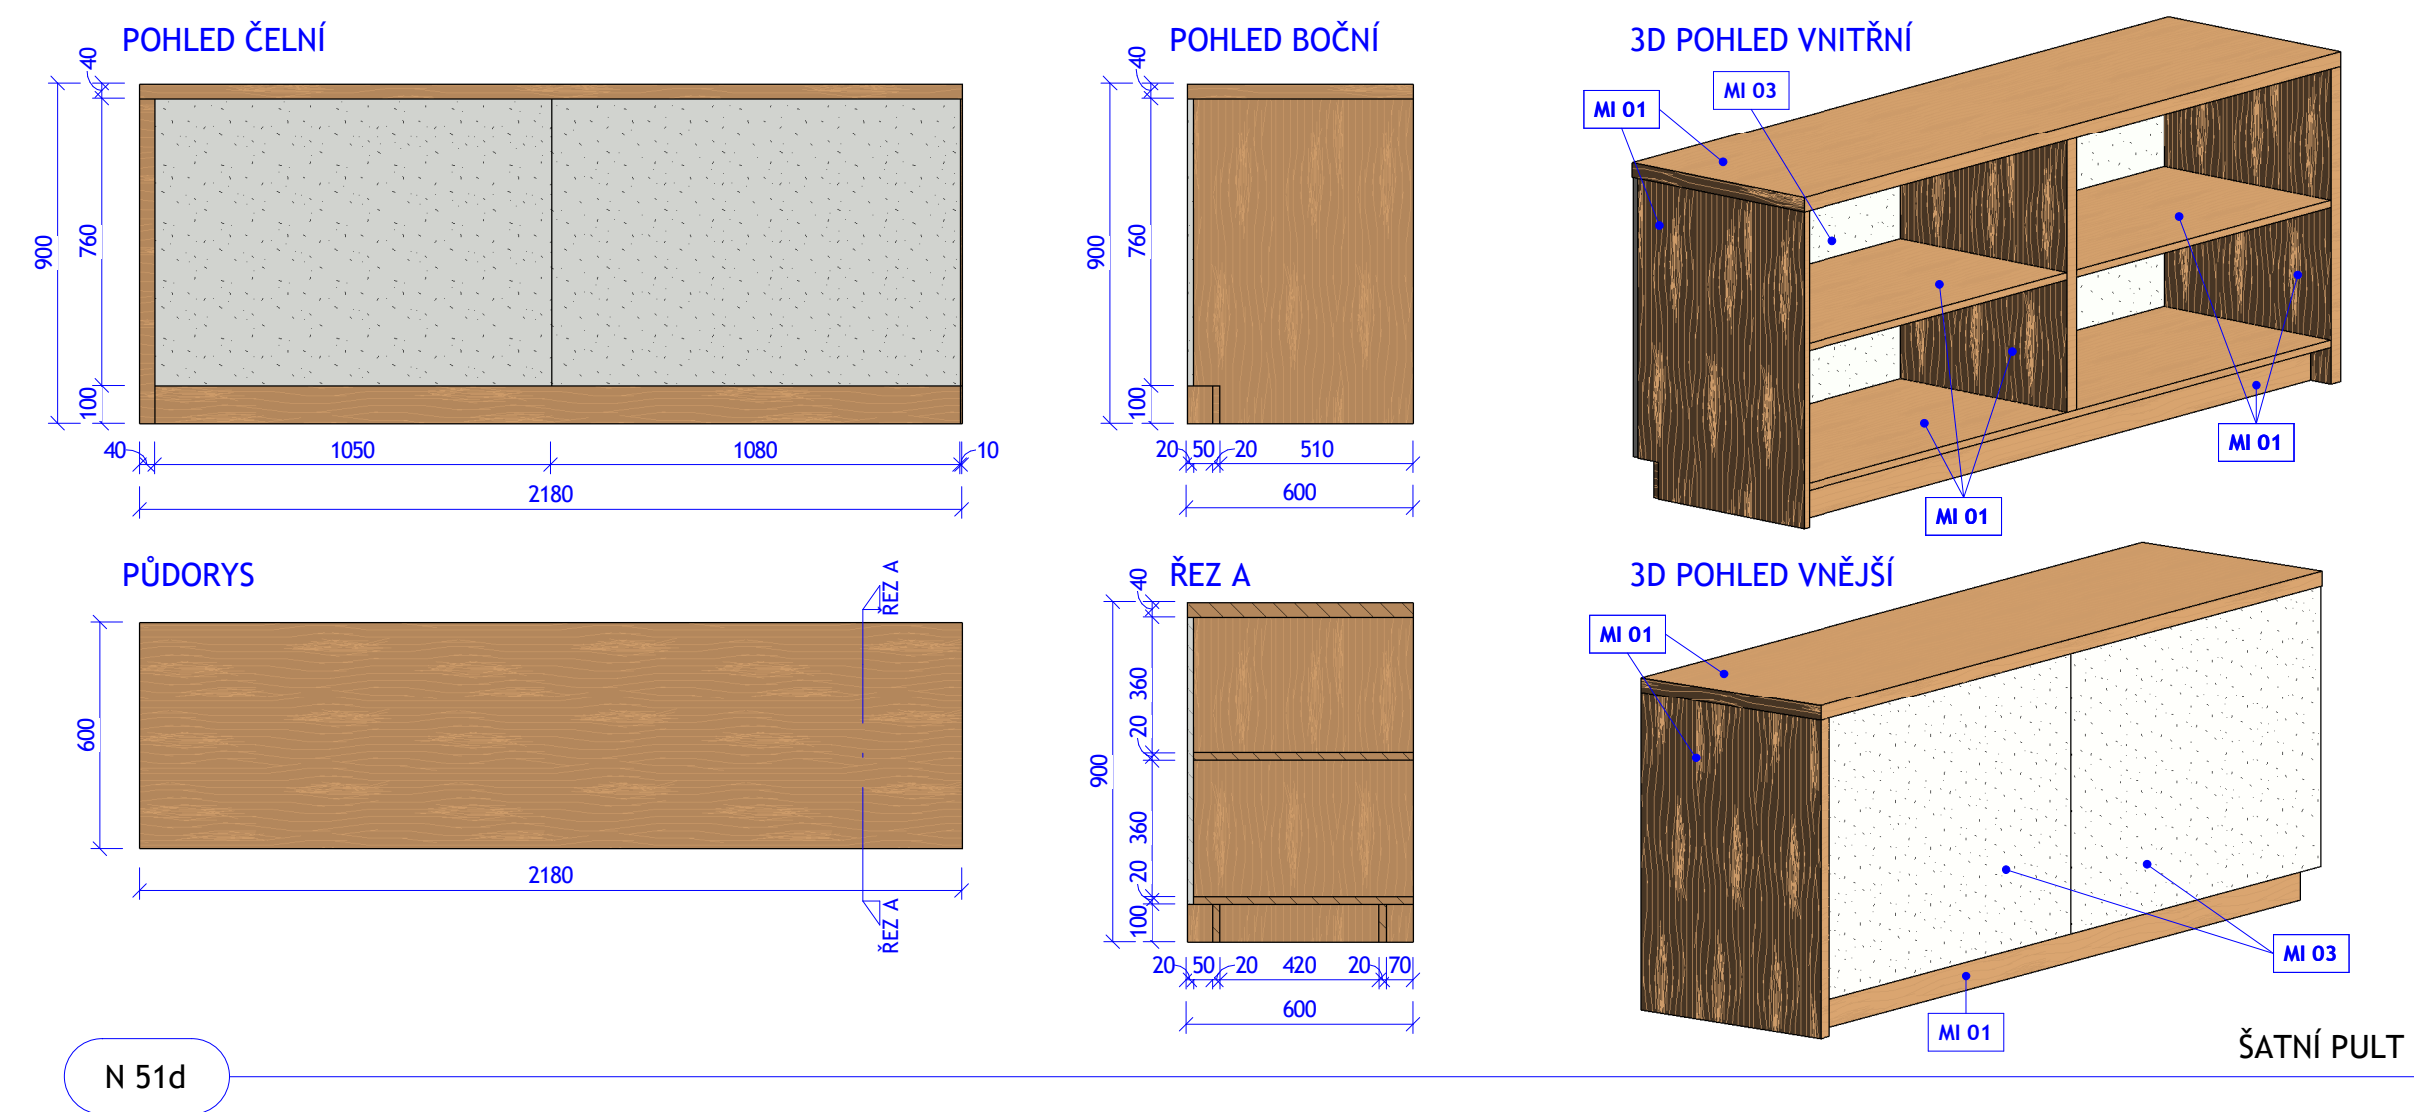 POHLED ČELNÍ
40
900
760
100
40
1050
1080
10
2180
POHLED BOČNÍ
40
900
760
100
20
50
20
510
600
3D POHLED VNITŘNÍ
MI 01
MI 03
MI 01
MI 01
PŮDORYS
600
2180
ŘEZ A
ŘEZ A
ŘEZ A
40
900
360
20
360
20
100
20
50
20
420
20
70
600
3D POHLED VNĚJŠÍ
MI 01
MI 03
MI 01
ŠATNÍ PULT
N 51d